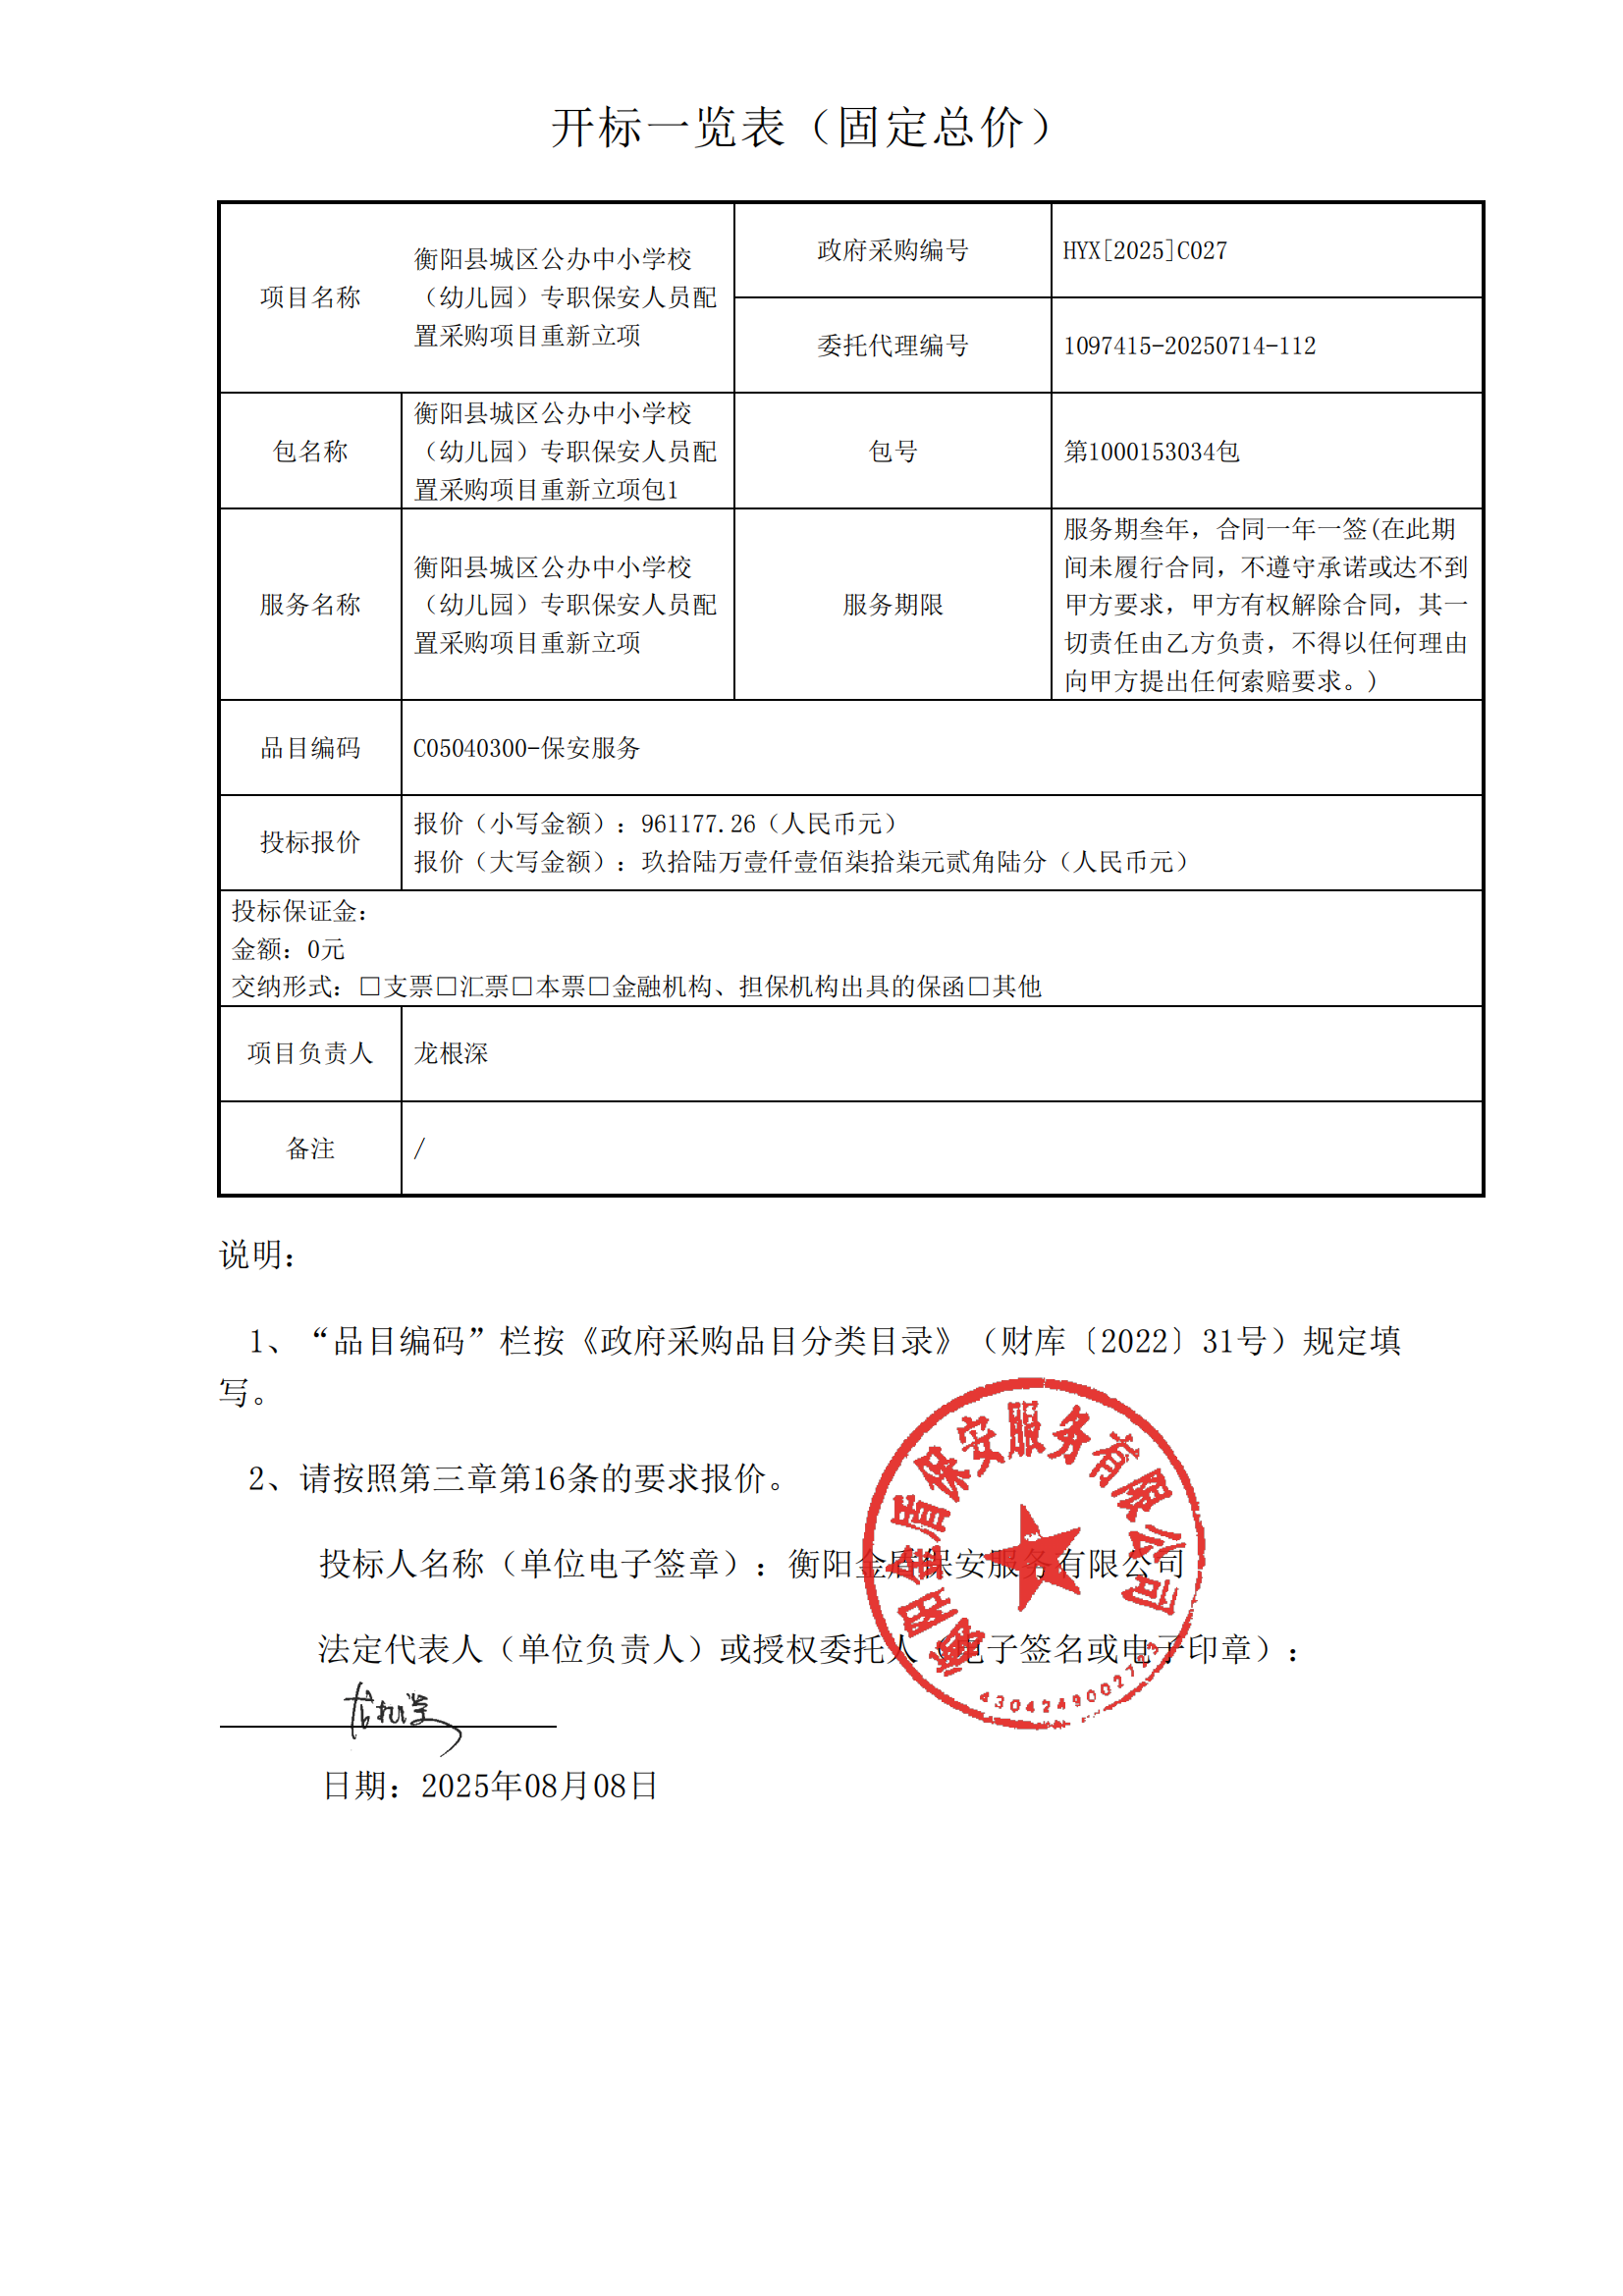 开标一览表（固定总价）
项目名称
衡阳县城区公办中小学校
（幼儿园）专职保安人员配
置采购项目重新立项
政府采购编号
HYX[2025]C027
委托代理编号
1097415-20250714-112
包名称
衡阳县城区公办中小学校
（幼儿园）专职保安人员配
置采购项目重新立项包1
包号
第1000153034包
服务名称
衡阳县城区公办中小学校
（幼儿园）专职保安人员配
置采购项目重新立项
服务期限
服务期叁年，合同一年一签(在此期
间未履行合同，不遵守承诺或达不到
甲方要求，甲方有权解除合同，其一
切责任由乙方负责，不得以任何理由
向甲方提出任何索赔要求。)
品目编码
C05040300-保安服务
投标报价
报价（小写金额）：961177.26（人民币元）
报价（大写金额）：玖拾陆万壹仟壹佰柒拾柒元贰角陆分（人民币元）
投标保证金：
金额：0元
交纳形式：□支票□汇票□本票□金融机构、担保机构出具的保函□其他
项目负责人
龙根深
备注
/
说明：
1、“品目编码”栏按《政府采购品目分类目录》（财库〔2022〕31号）规定填
写。
2、请按照第三章第16条的要求报价。
投标人名称（单位电子签章）：衡阳金盾保安服务有限公司
法定代表人（单位负责人）或授权委托人（电子签名或电子印章）：
日期：2025年08月08日
衡阳金盾保安服务有限公司
4304249002723